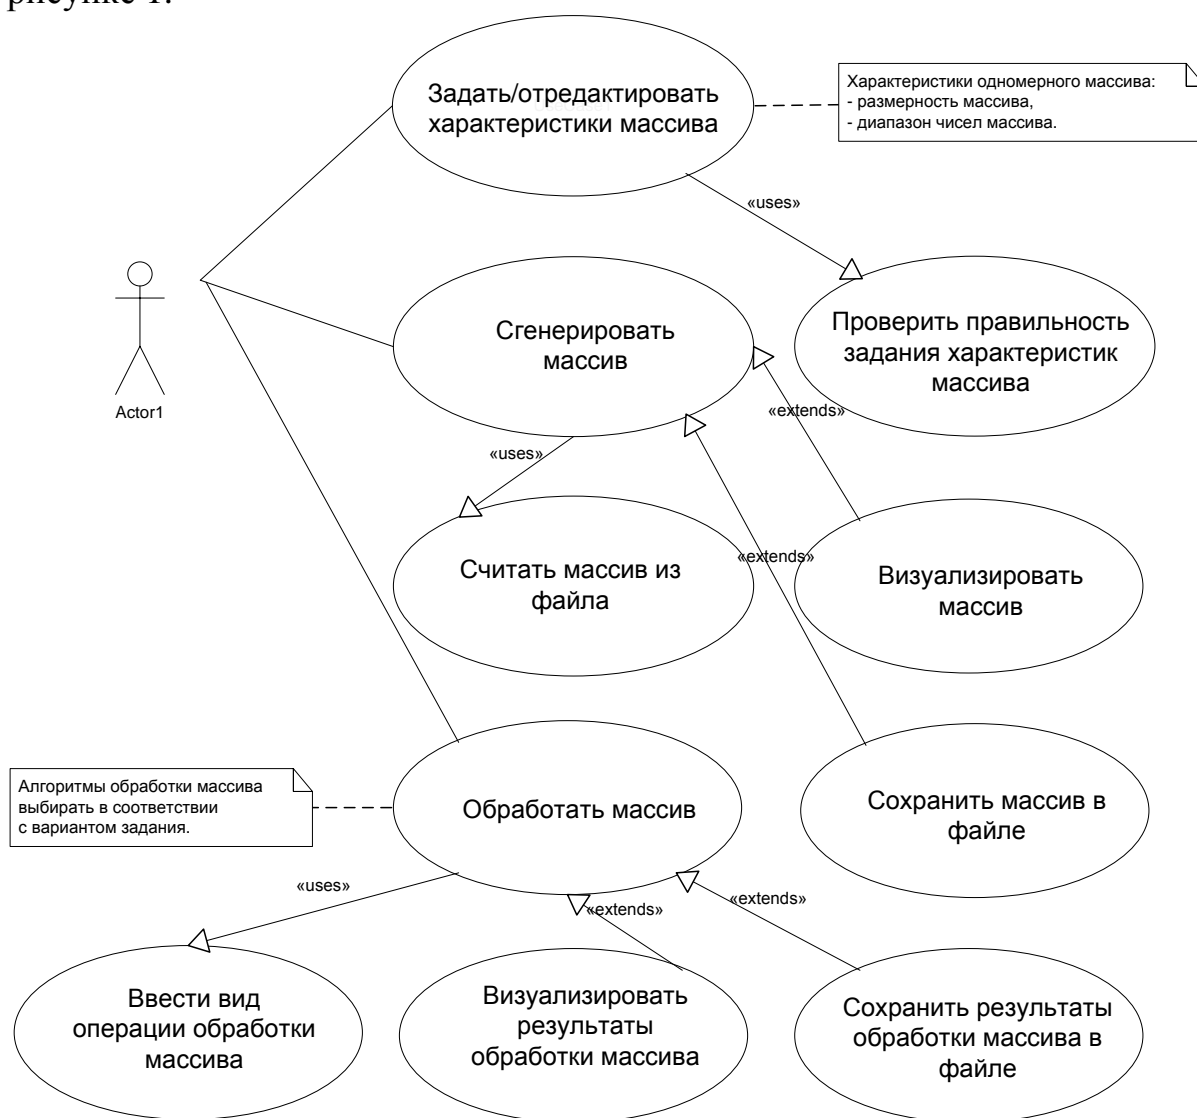 рисунке 1.
Задать/отредактировать
характеристики массива
Характеристики одномерного массива:
- размерность массива,
- диапазон чисел массива.
«uses»
Actor1
Сгенерировать
массив
Проверить правильность
задания характеристик
массива
«extends»
«uses»
«extends»
Считать массив из
файла
Визуализировать
массив
Алгоритмы обработки массива
выбирать в соответствии
с вариантом задания.
Обработать массив
Сохранить массив в
файле
«uses»
«extends»
«extends»
Ввести вид
операции обработки
массива
Визуализировать
результаты
обработки массива
Сохранить результаты
обработки массива в
файле